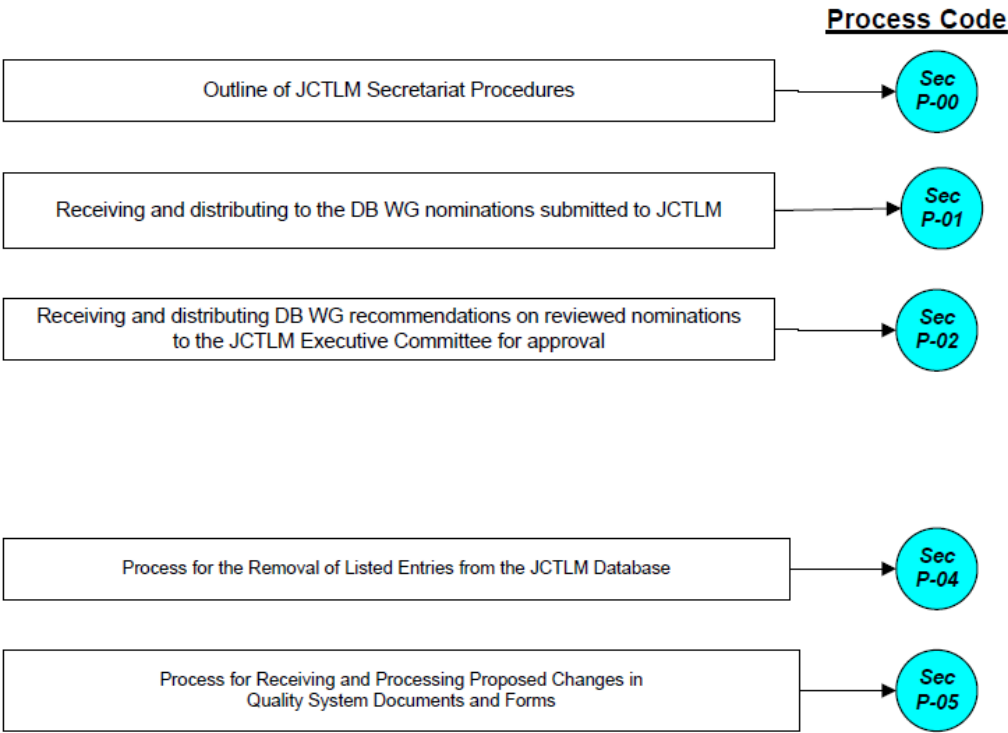 Process Code
Outline of JCTLM Secretariat Procedures
Sec
P-00
Receiving and distributing to the DB WG nominations submitted to JCTLM
Sec
P-01
Receiving and distributing DB WG recommendations on reviewed nominations
to the JCTLM Executive Committee for approval
Sec
P-02
Process for the Removal of Listed Entries from the JCTLM Database
Sec
P-04
Process for Receiving and Processing Proposed Changes in
Quality System Documents and Forms
Sec
P-05